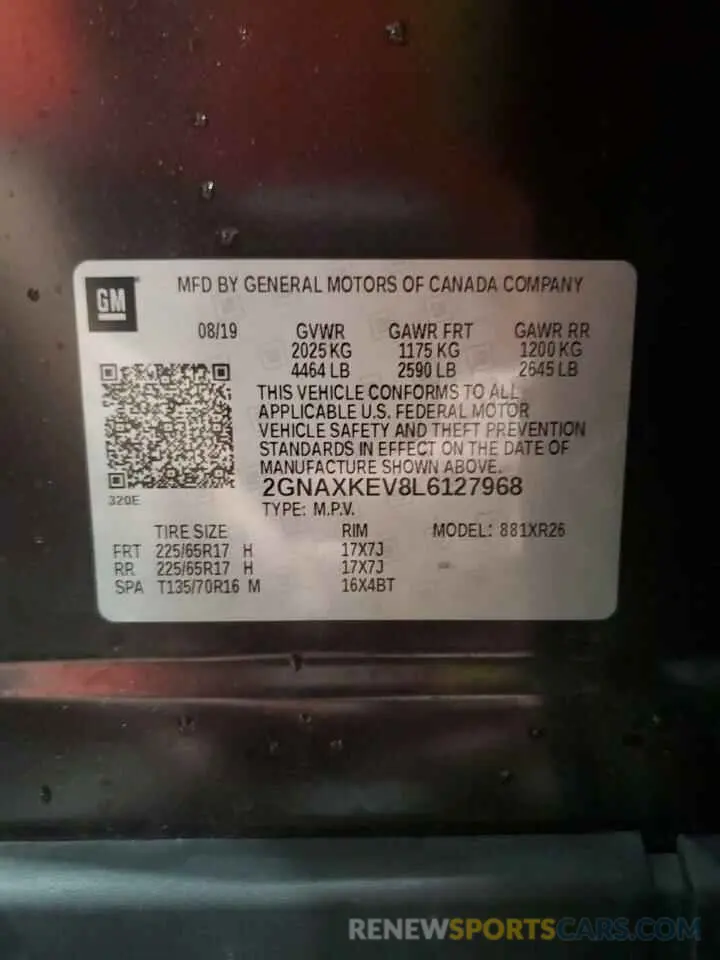 GM
MFD BY GENERAL MOTORS OF CANADA COMPANY
08/19 GVWR GAWR FRT GAWR RR
2025 KG 1175 KG 1200 KG
4464 LB 2590 LB 2645 LB
THIS VEHICLE CONFORMS TO ALL
APPLICABLE U.S. FEDERAL MOTOR
VEHICLE SAFETY AND THEFT PREVENTION
STANDARDS IN EFFECT ON THE DATE OF
MANUFACTURE SHOWN ABOVE.
320E
2GNAXKEV8L6127968
TYPE: M.P.V.
TIRE SIZE RIM MODEL: 881XR26
FRT 225/65R17 H 17X7J
RR 225/65R17 H 17X7J
SPA T135/70R16 M 16X4BT
RENEWSPORTSCARS.COM